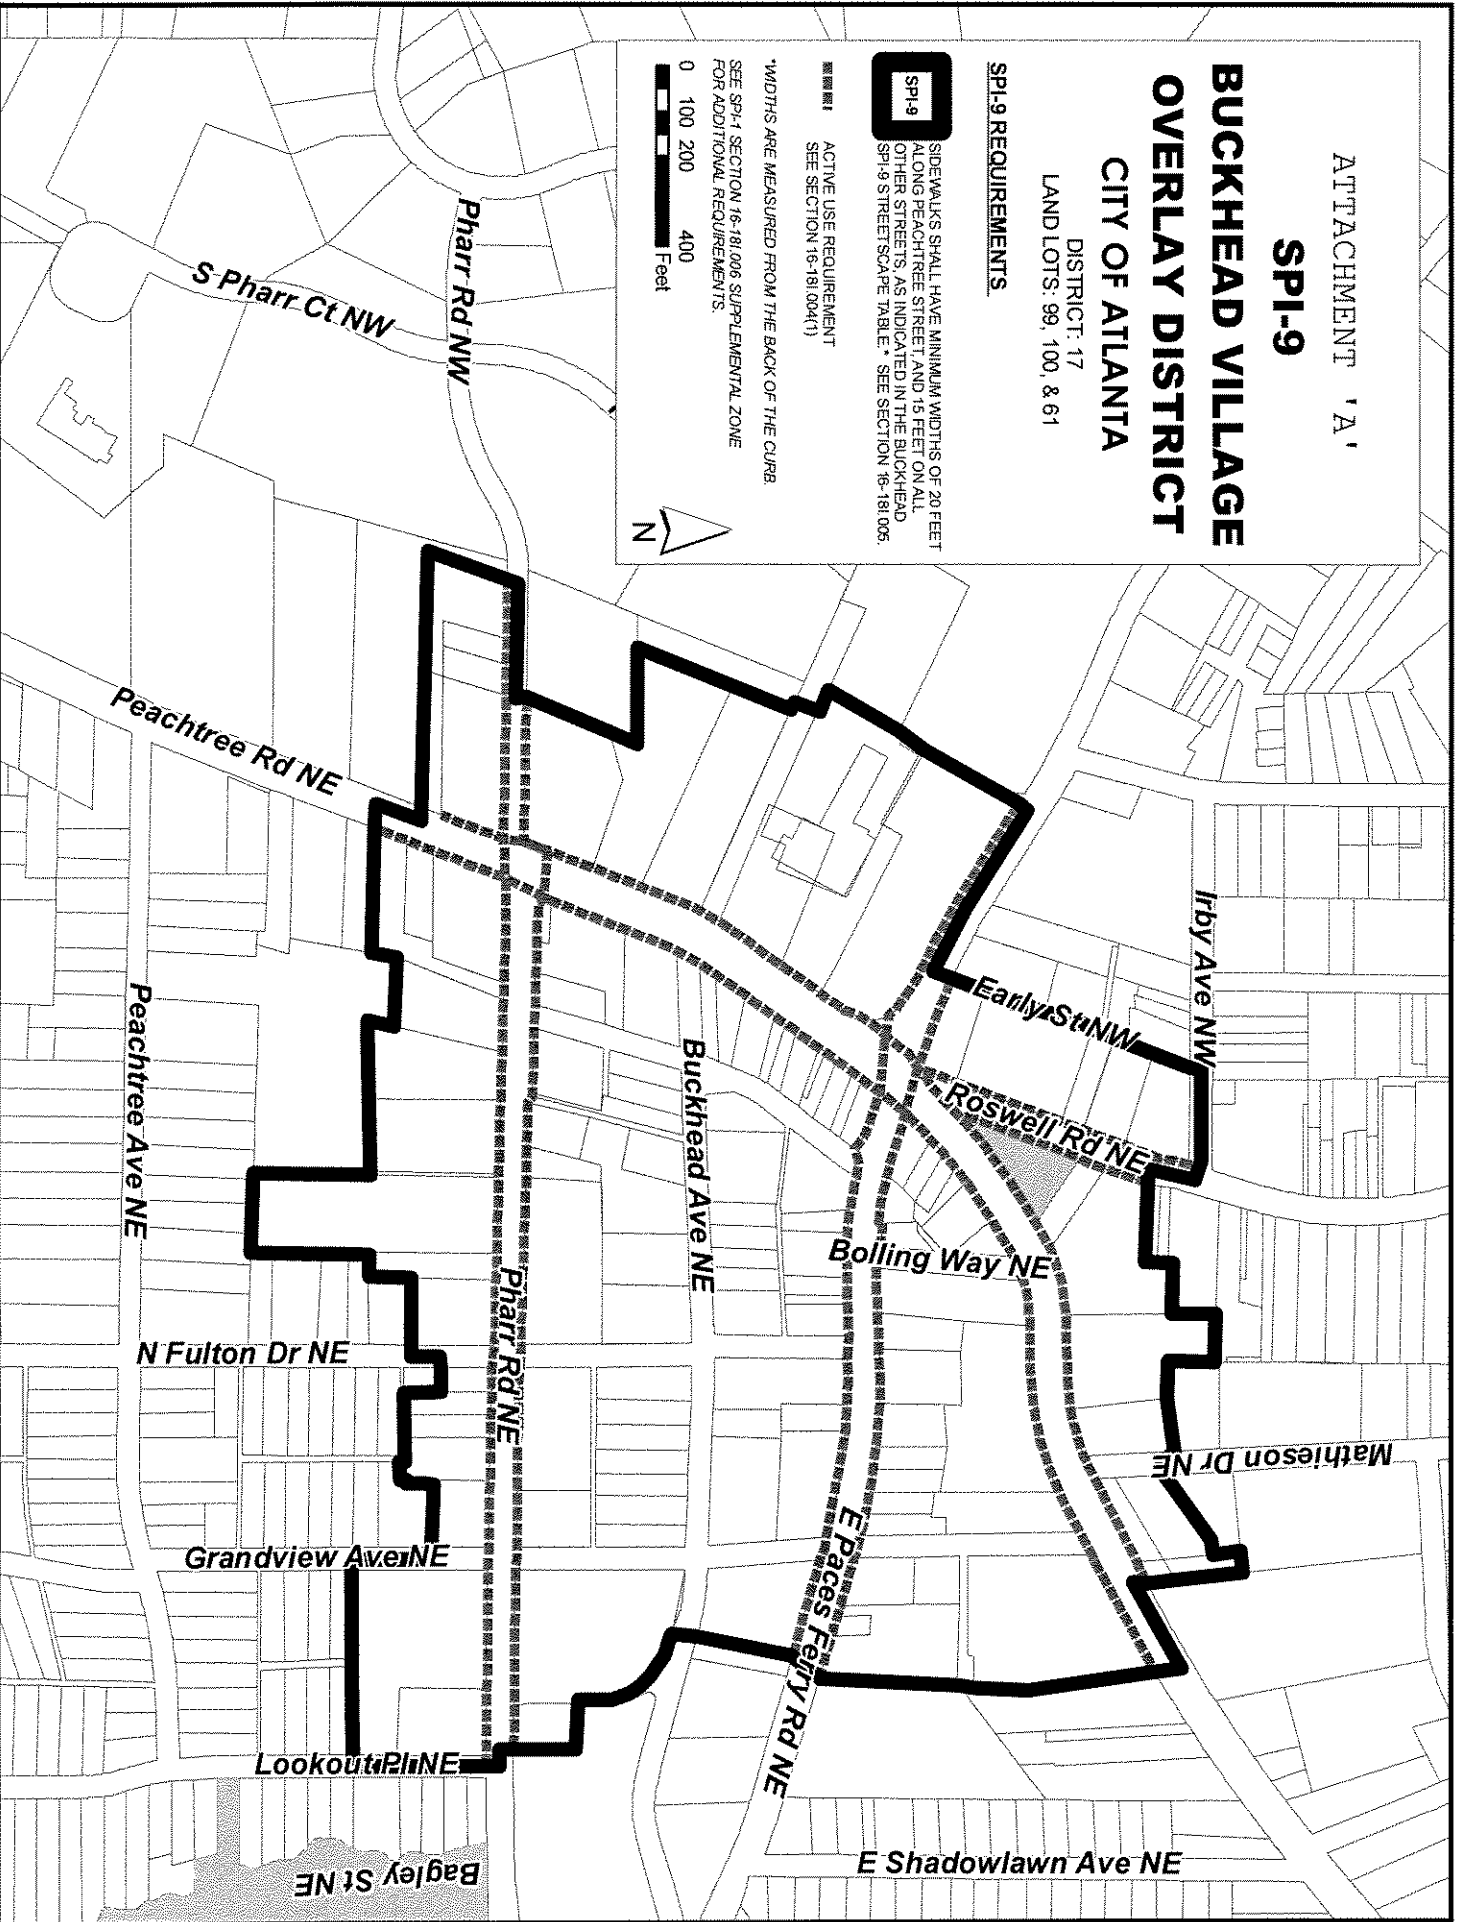 ATTACHMENT 'A'
SPI-9
BUCKHEAD VILLAGE
OVERLAY DISTRICT
CITY OF ATLANTA
DISTRICT: 17
LAND LOTS: 99, 100, & 61
SPI-9 REQUIREMENTS
SPI-9
SIDEWALKS SHALL HAVE MINIMUM WIDTHS OF 20 FEET
ALONG PEACHTREE STREET, AND 15 FEET ON ALL
OTHER STREETS, AS INDICATED IN THE BUCKHEAD
SPI-9 STREETSCAPE TABLE. * SEE SECTION 16-18I.005.
ACTIVE USE REQUIREMENT
SEE SECTION 16-18I.004(1)
*WIDTHS ARE MEASURED FROM THE BACK OF THE CURB.
SEE SPI-1 SECTION 16-18I.006 SUPPLEMENTAL ZONE
FOR ADDITIONAL REQUIREMENTS.
0 100 200 400
Feet
N
Irby Ave NW
Mathieson Dr NE
Early St NW
Roswell Rd NE
E Shadowlawn Ave NE
Bolling Way NE
E Paces Ferry Rd NE
Buckhead Ave NE
Pharr Rd NW
Pharr Rd NE
S Pharr Ct NW
Peachtree Rd NE
Grandview Ave NE
Lookout Pl NE
Bagley St NE
N Fulton Dr NE
Peachtree Ave NE